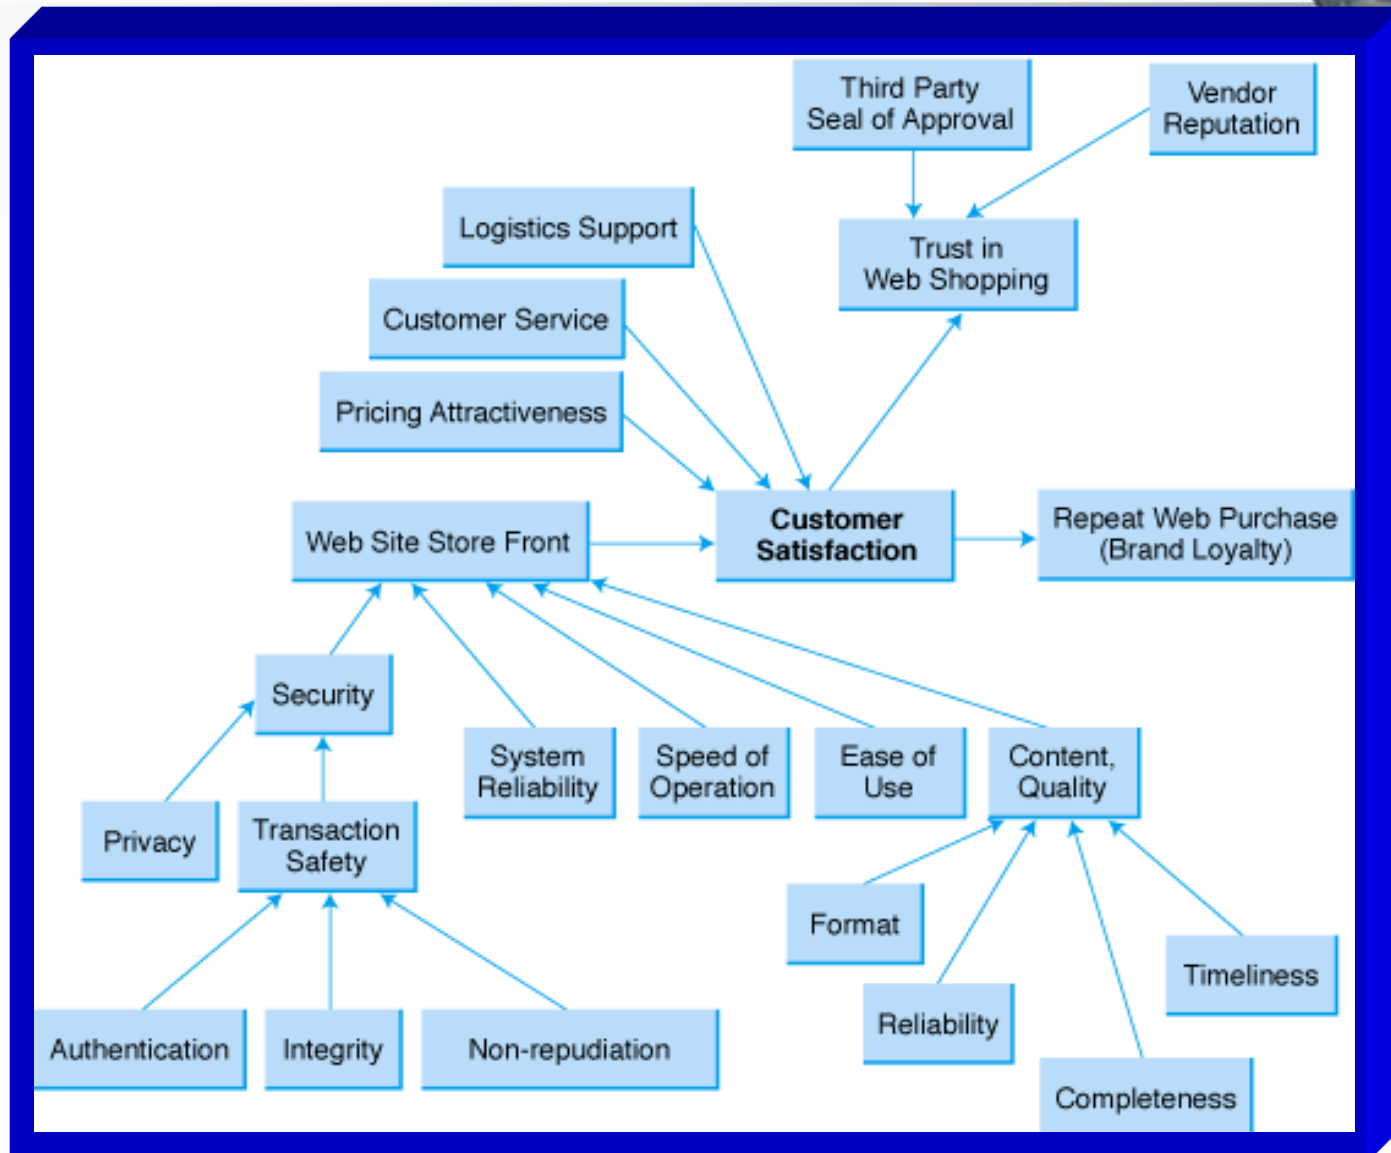 Third Party
Seal of Approval
Vendor
Reputation
Logistics Support
Trust in
Web Shopping
Customer Service
Pricing Attractiveness
Web Site Store Front
Customer
Satisfaction
Repeat Web Purchase
(Brand Loyalty)
Security
System
Reliability
Speed of
Operation
Ease of
Use
Content,
Quality
Privacy
Transaction
Safety
Format
Timeliness
Reliability
Authentication
Integrity
Non-repudiation
Completeness